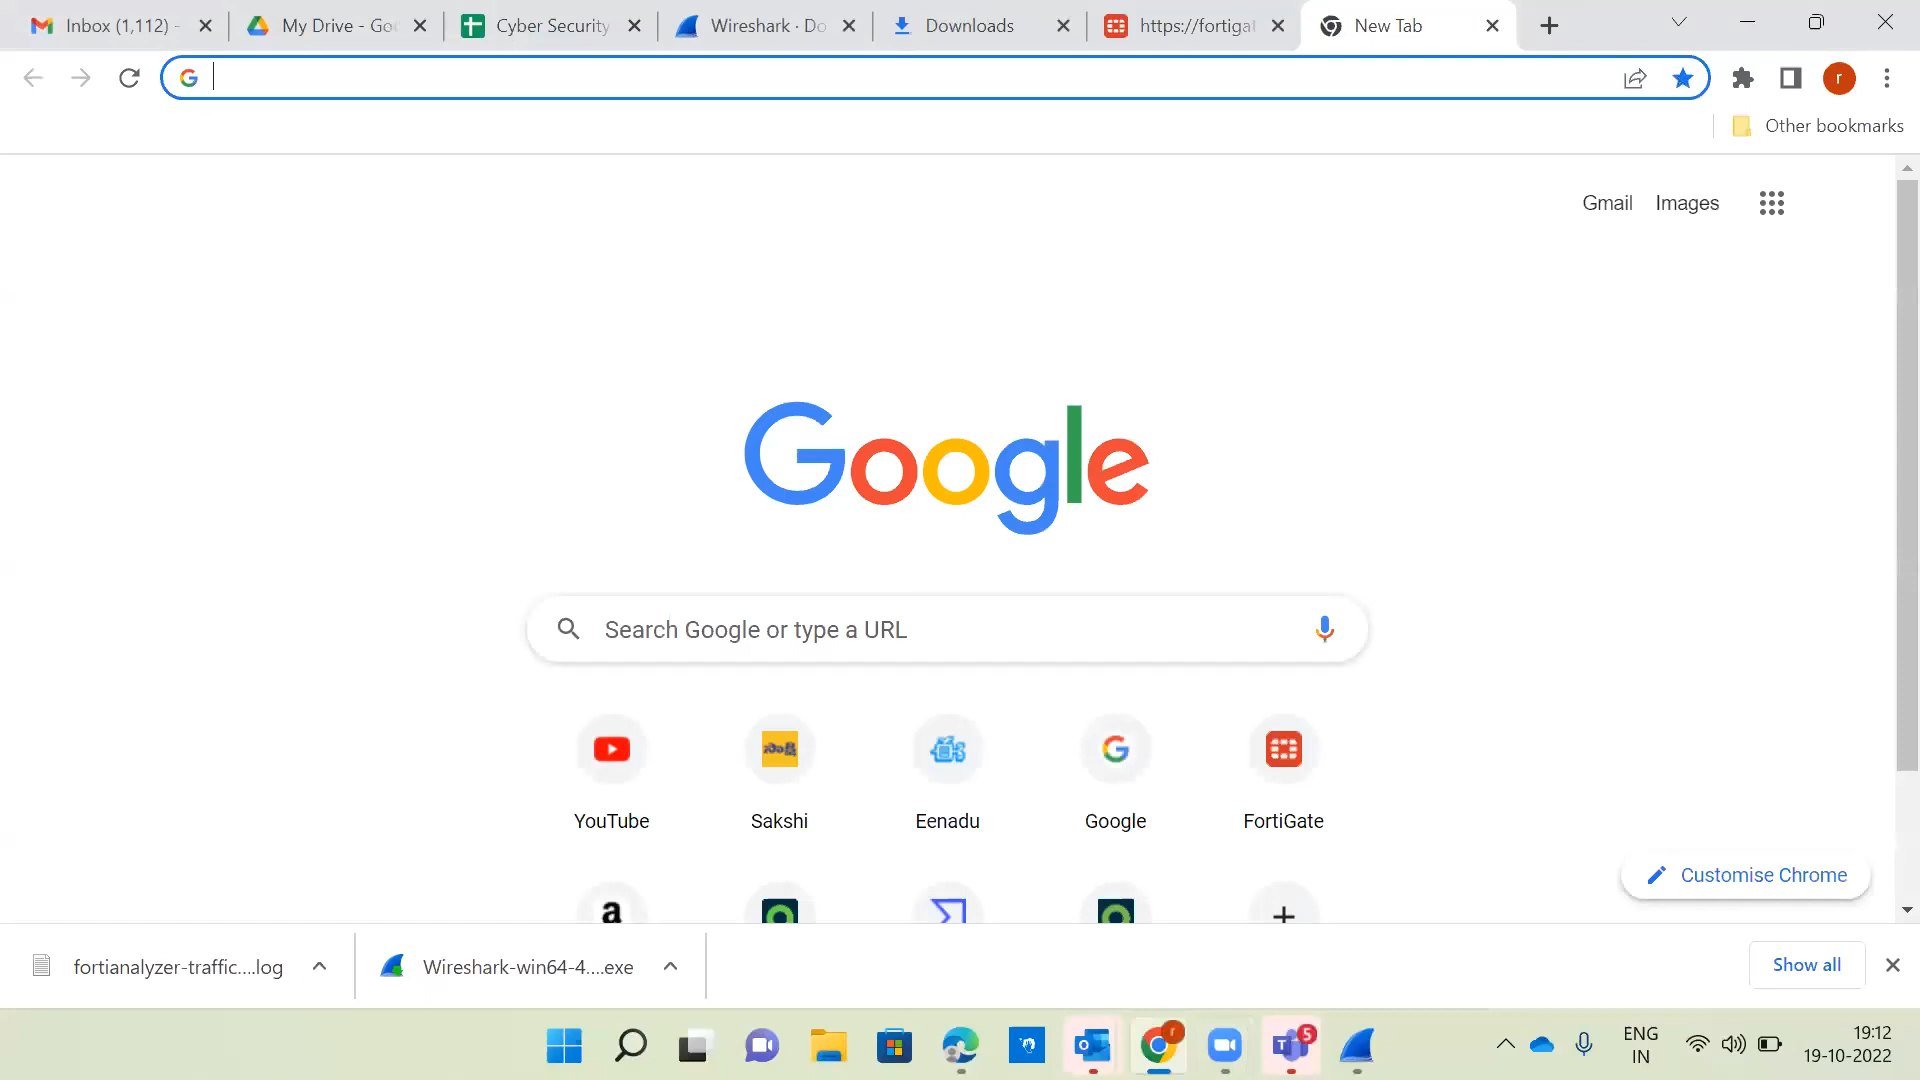 Inbox (1,112) -
My Drive - Goo
Cyber Security
Wireshark · Do
Downloads
https://fortigat
New Tab
r
Other bookmarks
Gmail
Images
Google
Search Google or type a URL
సాక్షి
YouTube
Sakshi
Eenadu
Google
FortiGate
a
Customise Chrome
fortianalyzer-traffic....log
Wireshark-win64-4....exe
Show all
r
5
ENG
IN
19:12
19-10-2022